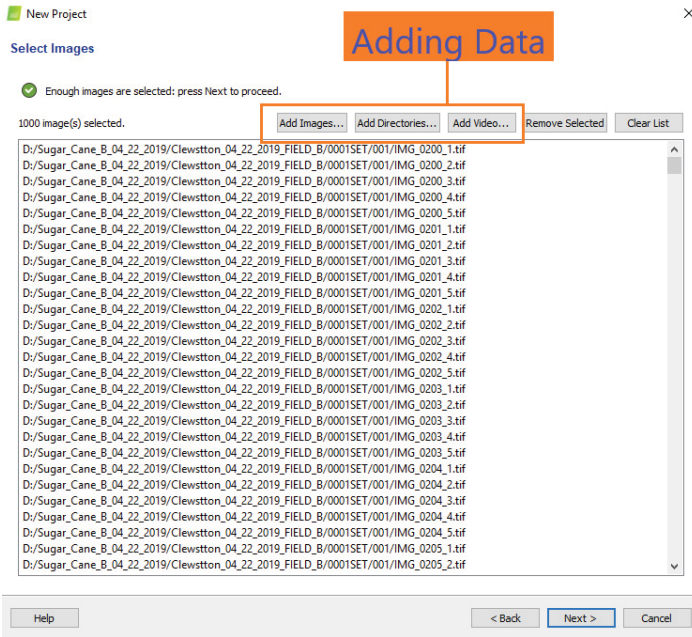 New Project
Adding Data
Select Images
Enough images are selected: press Next to proceed.
1000 image(s) selected. Add Images... Add Directories... Add Video... Remove Selected Clear List
D:/Sugar_Cane_B_04_22_2019/Clewstton_04_22_2019_FIELD_B/0001SET/001/IMG_0200_1.tif
D:/Sugar_Cane_B_04_22_2019/Clewstton_04_22_2019_FIELD_B/0001SET/001/IMG_0200_2.tif
D:/Sugar_Cane_B_04_22_2019/Clewstton_04_22_2019_FIELD_B/0001SET/001/IMG_0200_3.tif
D:/Sugar_Cane_B_04_22_2019/Clewstton_04_22_2019_FIELD_B/0001SET/001/IMG_0200_4.tif
D:/Sugar_Cane_B_04_22_2019/Clewstton_04_22_2019_FIELD_B/0001SET/001/IMG_0200_5.tif
D:/Sugar_Cane_B_04_22_2019/Clewstton_04_22_2019_FIELD_B/0001SET/001/IMG_0201_1.tif
D:/Sugar_Cane_B_04_22_2019/Clewstton_04_22_2019_FIELD_B/0001SET/001/IMG_0201_2.tif
D:/Sugar_Cane_B_04_22_2019/Clewstton_04_22_2019_FIELD_B/0001SET/001/IMG_0201_3.tif
D:/Sugar_Cane_B_04_22_2019/Clewstton_04_22_2019_FIELD_B/0001SET/001/IMG_0201_4.tif
D:/Sugar_Cane_B_04_22_2019/Clewstton_04_22_2019_FIELD_B/0001SET/001/IMG_0201_5.tif
D:/Sugar_Cane_B_04_22_2019/Clewstton_04_22_2019_FIELD_B/0001SET/001/IMG_0202_1.tif
D:/Sugar_Cane_B_04_22_2019/Clewstton_04_22_2019_FIELD_B/0001SET/001/IMG_0202_2.tif
D:/Sugar_Cane_B_04_22_2019/Clewstton_04_22_2019_FIELD_B/0001SET/001/IMG_0202_3.tif
D:/Sugar_Cane_B_04_22_2019/Clewstton_04_22_2019_FIELD_B/0001SET/001/IMG_0202_4.tif
D:/Sugar_Cane_B_04_22_2019/Clewstton_04_22_2019_FIELD_B/0001SET/001/IMG_0202_5.tif
D:/Sugar_Cane_B_04_22_2019/Clewstton_04_22_2019_FIELD_B/0001SET/001/IMG_0203_1.tif
D:/Sugar_Cane_B_04_22_2019/Clewstton_04_22_2019_FIELD_B/0001SET/001/IMG_0203_2.tif
D:/Sugar_Cane_B_04_22_2019/Clewstton_04_22_2019_FIELD_B/0001SET/001/IMG_0203_3.tif
D:/Sugar_Cane_B_04_22_2019/Clewstton_04_22_2019_FIELD_B/0001SET/001/IMG_0203_4.tif
D:/Sugar_Cane_B_04_22_2019/Clewstton_04_22_2019_FIELD_B/0001SET/001/IMG_0203_5.tif
D:/Sugar_Cane_B_04_22_2019/Clewstton_04_22_2019_FIELD_B/0001SET/001/IMG_0204_1.tif
D:/Sugar_Cane_B_04_22_2019/Clewstton_04_22_2019_FIELD_B/0001SET/001/IMG_0204_2.tif
D:/Sugar_Cane_B_04_22_2019/Clewstton_04_22_2019_FIELD_B/0001SET/001/IMG_0204_3.tif
D:/Sugar_Cane_B_04_22_2019/Clewstton_04_22_2019_FIELD_B/0001SET/001/IMG_0204_4.tif
D:/Sugar_Cane_B_04_22_2019/Clewstton_04_22_2019_FIELD_B/0001SET/001/IMG_0204_5.tif
D:/Sugar_Cane_B_04_22_2019/Clewstton_04_22_2019_FIELD_B/0001SET/001/IMG_0205_1.tif
D:/Sugar_Cane_B_04_22_2019/Clewstton_04_22_2019_FIELD_B/0001SET/001/IMG_0205_2.tif
Help < Back Next > Cancel